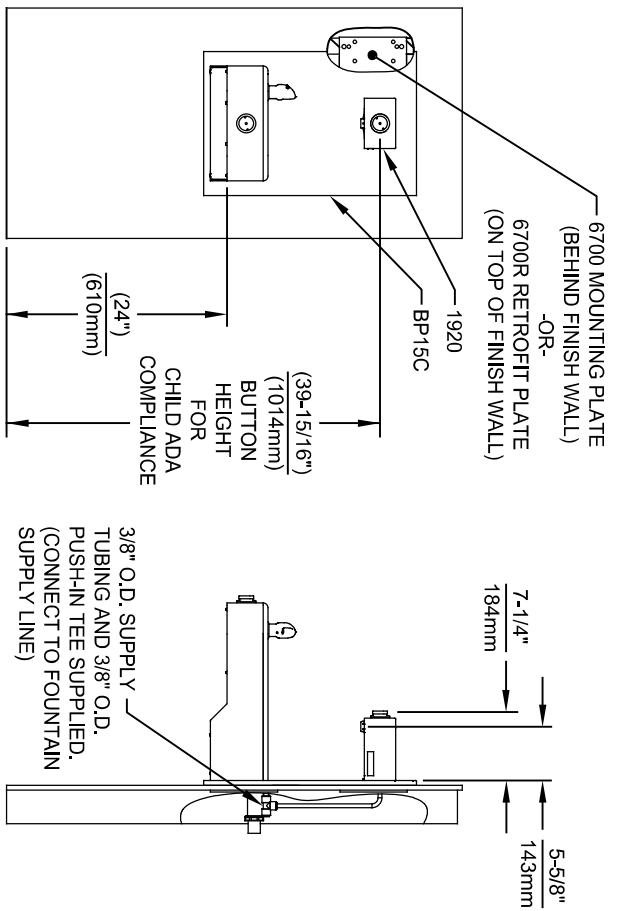 6700 MOUNTING PLATE
(BEHIND FINISH WALL)
-OR-
6700R RETROFIT PLATE
(ON TOP OF FINISH WALL)
1920
BP15C
(24")
(610mm)
(39-15/16")
(1014mm)
BUTTON
HEIGHT
FOR
CHILD ADA
COMPLIANCE
7-1/4"
184mm
5-5/8"
143mm
3/8" O.D. SUPPLY
TUBING AND 3/8" O.D.
PUSH-IN TEE SUPPLIED.
(CONNECT TO FOUNTAIN
SUPPLY LINE)